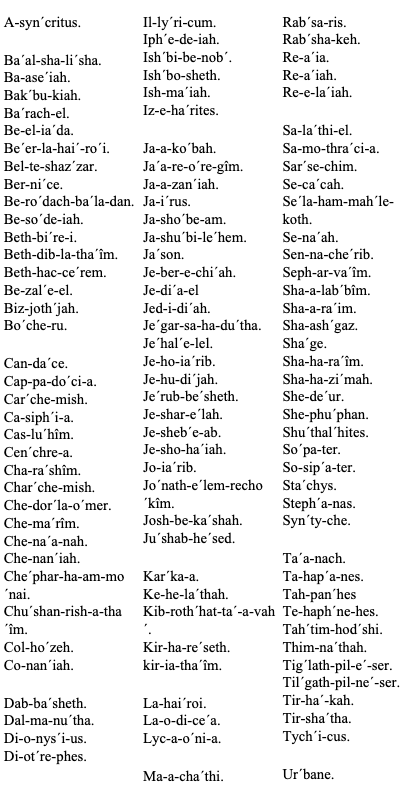 A-syn´critus.
Ba´al-sha-li´sha.
Ba-ase´iah.
Bak´bu-kiah.
Ba´rach-el.
Be-el-ia´da.
Be´er-la-hai´-ro´i.
Bel-te-shaz´zar.
Ber-ni´ce.
Be-ro´dach-ba´la-dan.
Be-so´de-iah.
Beth-bi´re-i.
Beth-dib-la-tha´îm.
Beth-hac-ce´rem.
Be-zal´e-el.
Biz-joth´jah.
Bo´che-ru.
Can-da´ce.
Cap-pa-do´ci-a.
Car´che-mish.
Ca-siph´i-a.
Cas-lu´hîm.
Cen´chre-a.
Cha-ra´shîm.
Char´che-mish.
Che-dor´la-o´mer.
Che-ma´rîm.
Che-na´a-nah.
Che-nan´iah.
Che´phar-ha-am-mo
´nai.
Chu´shan-rish-a-tha
´îm.
Col-ho´zeh.
Co-nan´iah.
Dab-ba´sheth.
Dal-ma-nu´tha.
Di-o-nys´i-us.
Di-ot´re-phes.
Il-ly´ri-cum.
Iph´e-de-iah.
Ish´bi-be-nob´.
Ish´bo-sheth.
Ish-ma´iah.
Iz-e-ha´rites.
Ja-a-ko´bah.
Ja´a-re-o´re-gîm.
Ja-a-zan´iah.
Ja-i´rus.
Ja-sho´be-am.
Ja-shu´bi-le´hem.
Ja´son.
Je-ber-e-chi´ah.
Je-di´a-el
Jed-i-di´ah.
Je´gar-sa-ha-du´tha.
Je´hal´e-lel.
Je-ho-ia´rib.
Je-hu-di´jah.
Je´rub-be´sheth.
Je-shar-e´lah.
Je-sheb´e-ab.
Je-sho-ha´iah.
Jo-ia´rib.
Jo´nath-e´lem-recho
´kîm.
Josh-be-ka´shah.
Ju´shab-he´sed.
Kar´ka-a.
Ke-he-la´thah.
Kib-roth´hat-ta´-a-vah
´.
Kir-ha-re´seth.
kir-ia-tha´îm.
La-hai´roi.
La-o-di-ce´a.
Lyc-a-o´ni-a.
Ma-a-cha´thi.
Rab´sa-ris.
Rab´sha-keh.
Re-a´ia.
Re-a´iah.
Re-e-la´iah.
Sa-la´thi-el.
Sa-mo-thra´ci-a.
Sar´se-chim.
Se-ca´cah.
Se´la-ham-mah´le-
koth.
Se-na´ah.
Sen-na-che´rib.
Seph-ar-va´îm.
Sha-a-lab´bîm.
Sha-a-ra´im.
Sha-ash´gaz.
Sha´ge.
Sha-ha-ra´îm.
Sha-ha-zi´mah.
She-de´ur.
She-phu´phan.
Shu´thal´hites.
So´pa-ter.
So-sip´a-ter.
Sta´chys.
Steph´a-nas.
Syn´ty-che.
Ta´a-nach.
Ta-hap´a-nes.
Tah-pan´hes
Te-haph´ne-hes.
Tah´tim-hod´shi.
Thim-na´thah.
Tig´lath-pil-e´-ser.
Til´gath-pil-ne´-ser.
Tir-ha´-kah.
Tir-sha´tha.
Tych´i-cus.
Ur´bane.